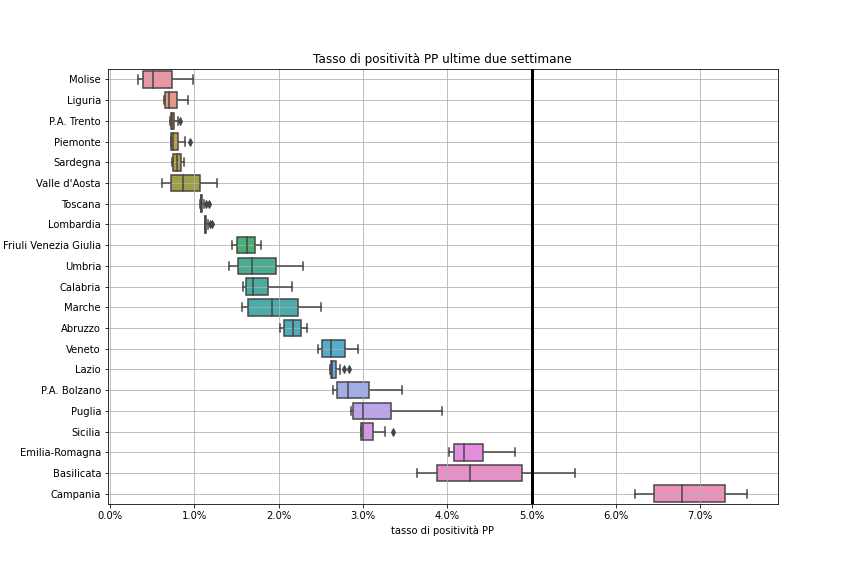 Tasso di positività PP ultime due settimane
Molise
Liguria
P.A. Trento
Piemonte
Sardegna
Valle d'Aosta
Toscana
Lombardia
Friuli Venezia Giulia
Umbria
Calabria
Marche
Abruzzo
Veneto
Lazio
P.A. Bolzano
Puglia
Sicilia
Emilia-Romagna
Basilicata
Campania
0.0% 1.0% 2.0% 3.0% 4.0% 5.0% 6.0% 7.0%
tasso di positività PP